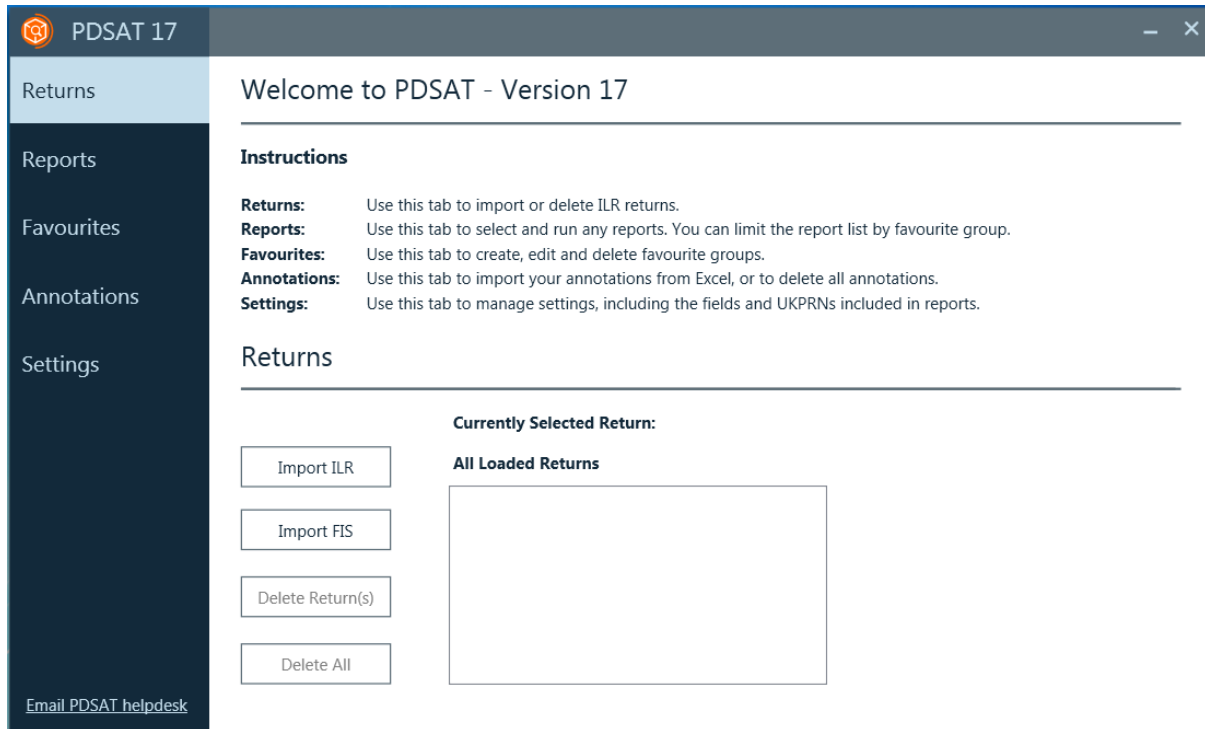 PDSAT 17
Returns
Reports
Favourites
Annotations
Settings
Email PDSAT helpdesk
Welcome to PDSAT - Version 17
Instructions
Returns: Use this tab to import or delete ILR returns.
Reports: Use this tab to select and run any reports. You can limit the report list by favourite group.
Favourites: Use this tab to create, edit and delete favourite groups.
Annotations: Use this tab to import your annotations from Excel, or to delete all annotations.
Settings: Use this tab to manage settings, including the fields and UKPRNs included in reports.
Returns
Import ILR
Import FIS
Delete Return(s)
Delete All
Currently Selected Return:
All Loaded Returns